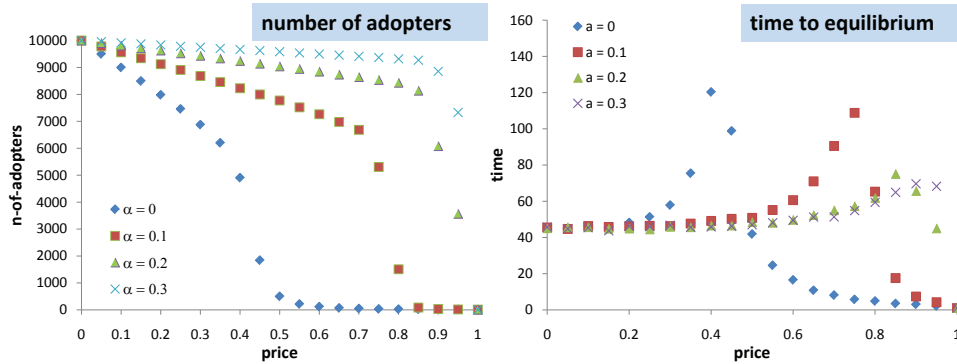 number of adopters
n-of-adopters
10000
9000
8000
7000
6000
5000
4000
3000
2000
1000
0
α = 0
α = 0.1
α = 0.2
α = 0.3
0 0.1 0.2 0.3 0.4 0.5 0.6 0.7 0.8 0.9 1
price
time to equilibrium
time
160
140
120
100
80
60
40
20
0
a = 0
a = 0.1
a = 0.2
a = 0.3
0 0.2 0.4 0.6 0.8 1
price